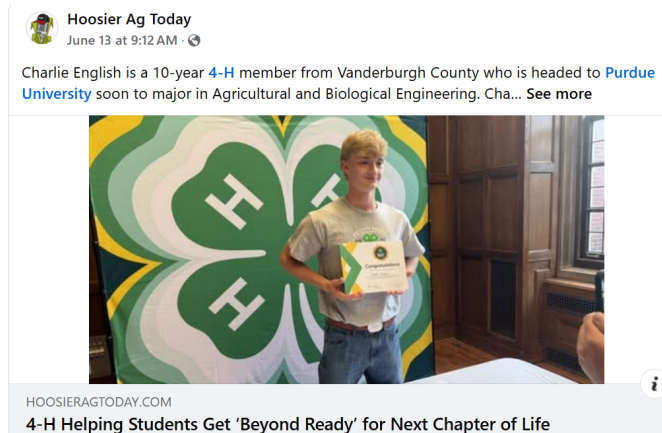 Hoosier Ag Today
June 13 at 9:12 AM ·
Charlie English is a 10-year 4-H member from Vanderburgh County who is headed to Purdue
University soon to major in Agricultural and Biological Engineering. Cha... See more
H H
H
Congratulations
i
HOOSIERAGTODAY.COM
4-H Helping Students Get ‘Beyond Ready’ for Next Chapter of Life